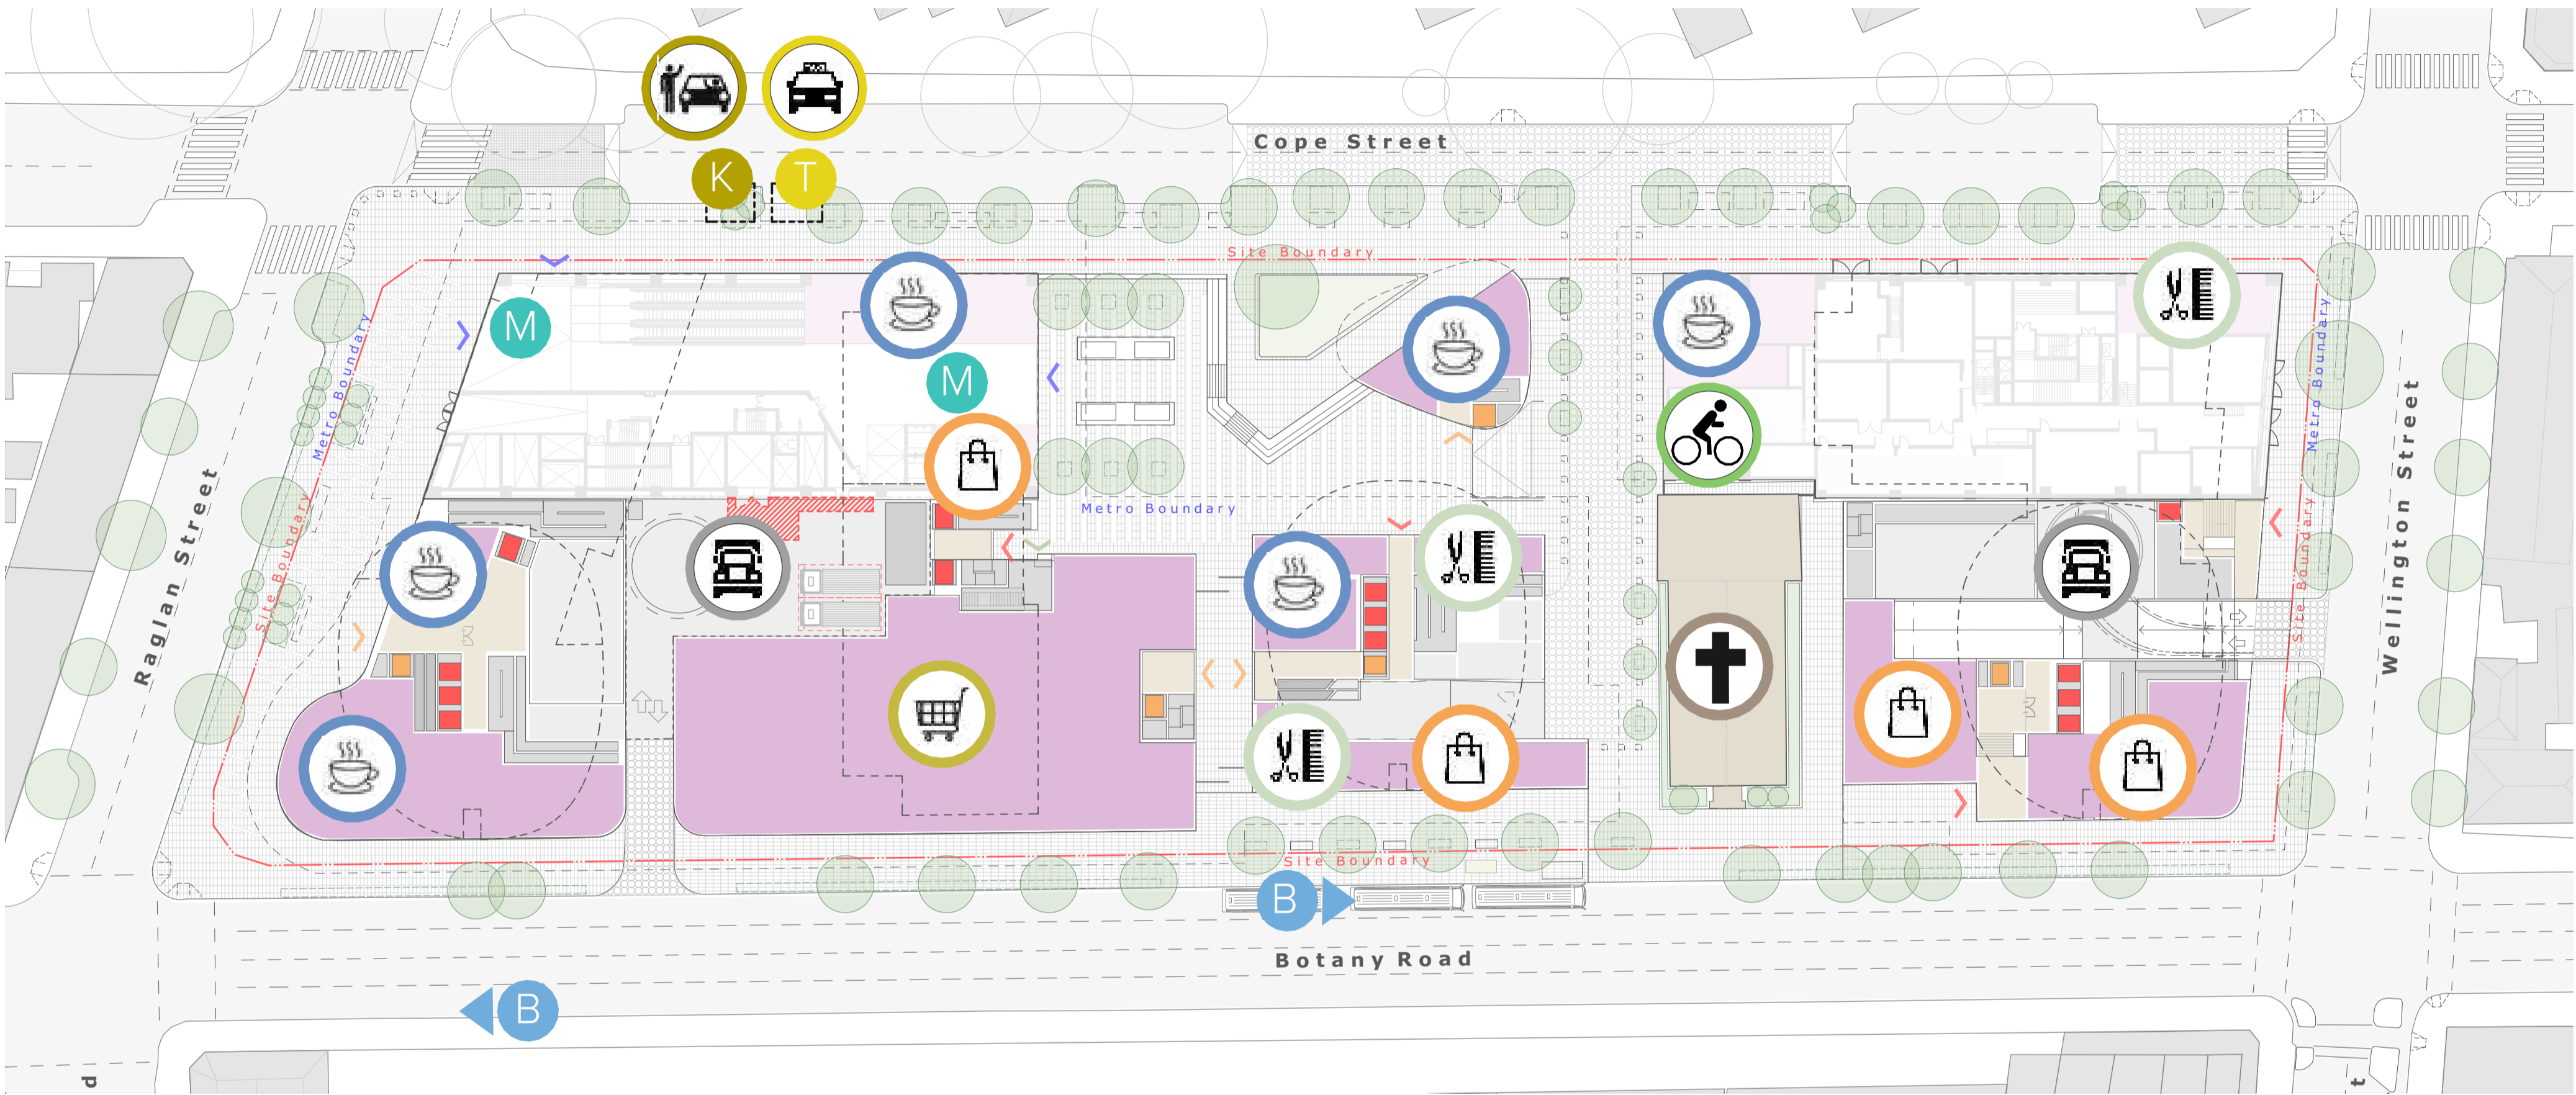 Cope Street
K
T
Site Boundary
M
M
Metro Boundary
Metro Boundary
Raglan Street
Wellington Street
Metro Boundary
Site Boundary
Site Boundary
Site Boundary
B
Botany Road
B
d
t